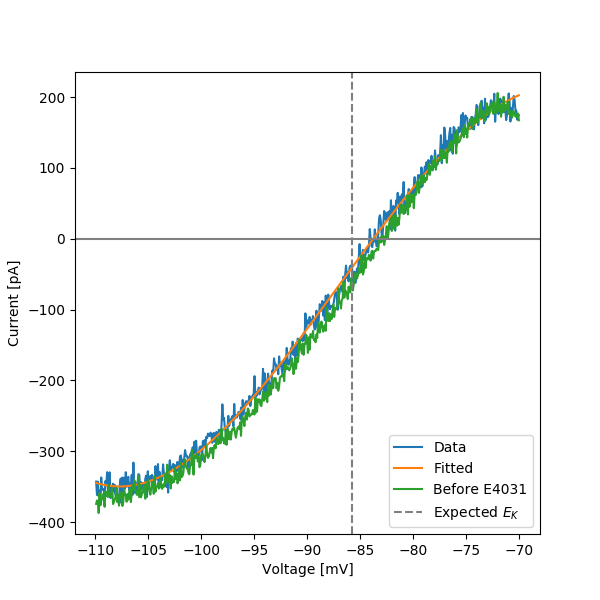 200
100
0
−100
−200
−300
−400
Current [pA]
−110 −105 −100 −95 −90 −85 −80 −75 −70
Voltage [mV]
Data
Fitted
Before E4031
Expected E_K